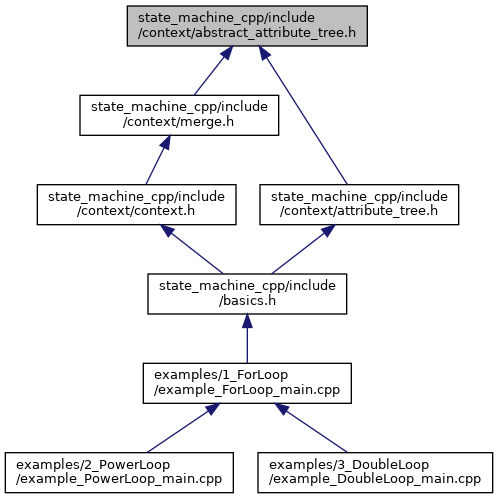 state_machine_cpp/include
/context/abstract_attribute_tree.h
state_machine_cpp/include
/context/merge.h
state_machine_cpp/include
/context/context.h
state_machine_cpp/include
/context/attribute_tree.h
state_machine_cpp/include
/basics.h
examples/1_ForLoop
/example_ForLoop_main.cpp
examples/2_PowerLoop
/example_PowerLoop_main.cpp
examples/3_DoubleLoop
/example_DoubleLoop_main.cpp